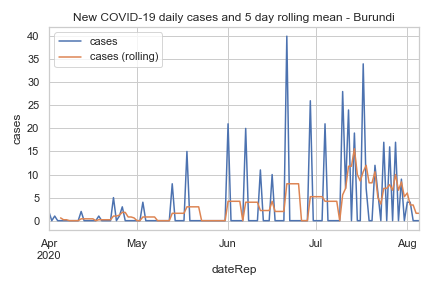 New COVID-19 daily cases and 5 day rolling mean - Burundi
cases
cases (rolling)
40
35
30
25
20
15
10
5
0
cases
Apr
2020
May
Jun
Jul
Aug
dateRep